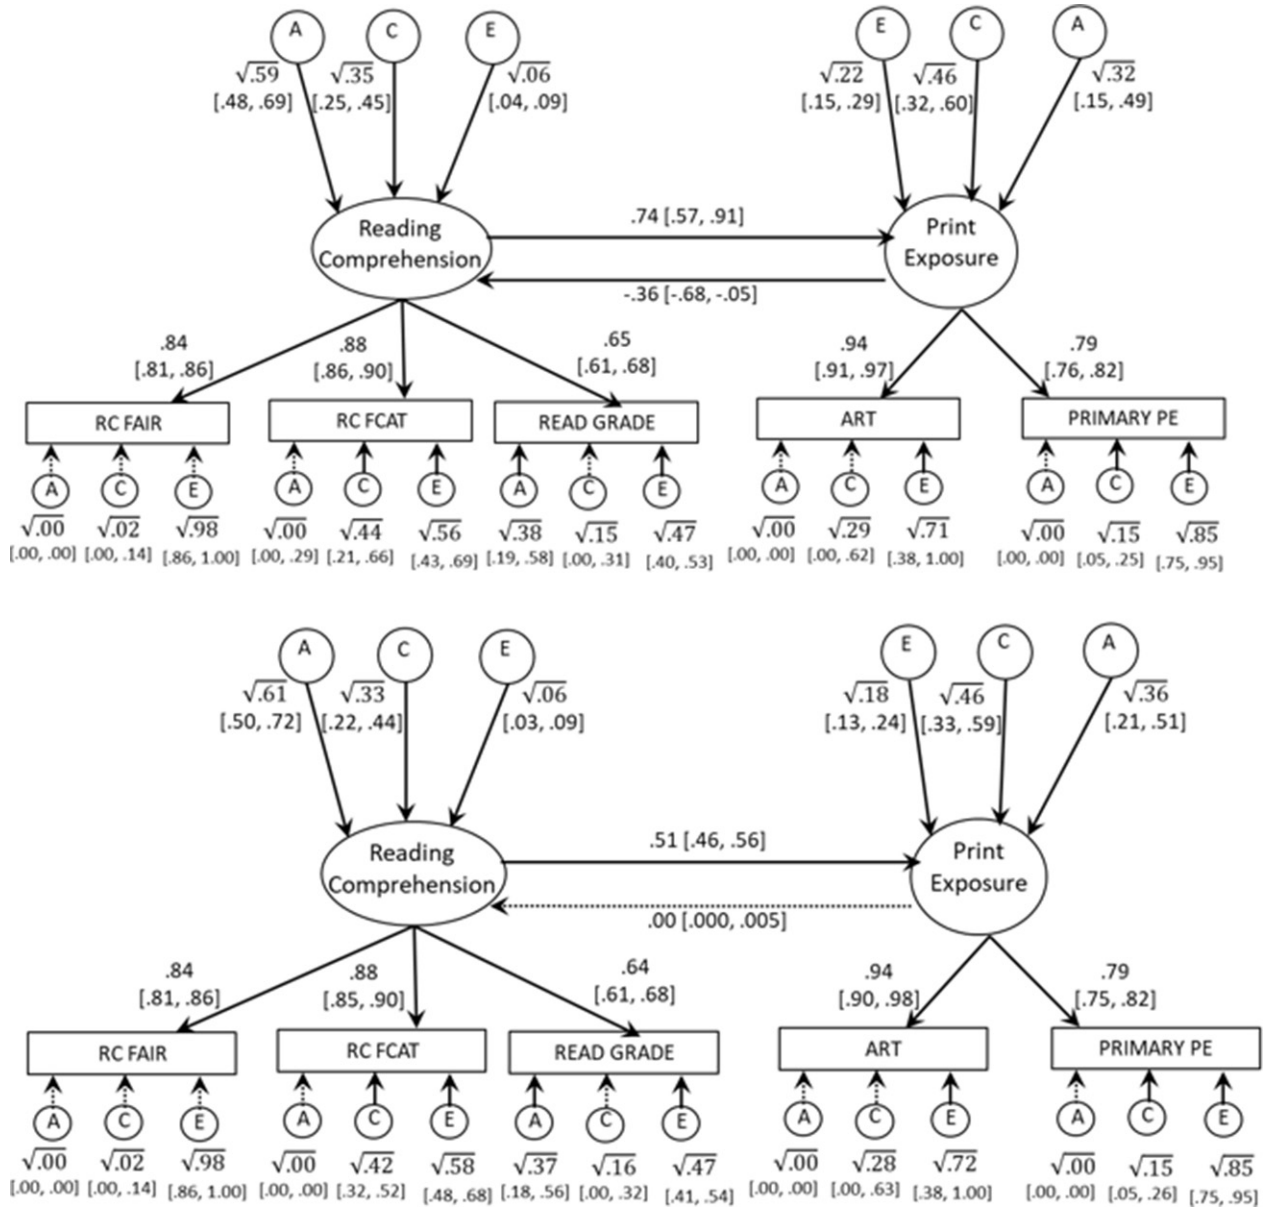 A C E E C A
√.59 √.35 √.06 √.22 √.46 √.32
[.48, .69] [.25, .45] [.04, .09] [.15, .29] [.32, .60] [.15, .49]
Reading
Comprehension
.74 [.57, .91]
Print
Exposure
-.36 [-.68, -.05]
.84 .88 .65 .94 .79
[.81, .86] [.86, .90] [.61, .68] [.91, .97] [.76, .82]
RC FAIR RC FCAT READ GRADE ART PRIMARY PE
A C E A C E A C E A C E A C E
√.00 √.02 √.98 √.00 √.44 √.56 √.38 √.15 √.47 √.00 √.29 √.71 √.00 √.15 √.85
[.00, .00] [.00, .14] [.86, 1.00] [.00, .29] [.21, .66] [.43, .69] [.19, .58] [.00, .31] [.40, .53] [.00, .00] [.00, .62] [.38, 1.00] [.00, .00] [.05, .25] [.75, .95]
A C E E C A
√.61 √.33 √.06 √.18 √.46 √.36
[.50, .72] [.22, .44] [.03, .09] [.13, .24] [.33, .59] [.21, .51]
Reading
Comprehension
.51 [.46, .56]
Print
Exposure
.00 [.000, .005]
.84 .88 .64 .94 .79
[.81, .86] [.85, .90] [.61, .68] [.90, .98] [.75, .82]
RC FAIR RC FCAT READ GRADE ART PRIMARY PE
A C E A C E A C E A C E A C E
√.00 √.02 √.98 √.00 √.42 √.58 √.37 √.16 √.47 √.00 √.28 √.72 √.00 √.15 √.85
[.00, .00] [.00, .14] [.86, 1.00] [.00, .00] [.32, .52] [.48, .68] [.18, .56] [.00, .32] [.41, .54] [.00, .00] [.00, .63] [.38, 1.00] [.00, .00] [.05, .26] [.75, .95]